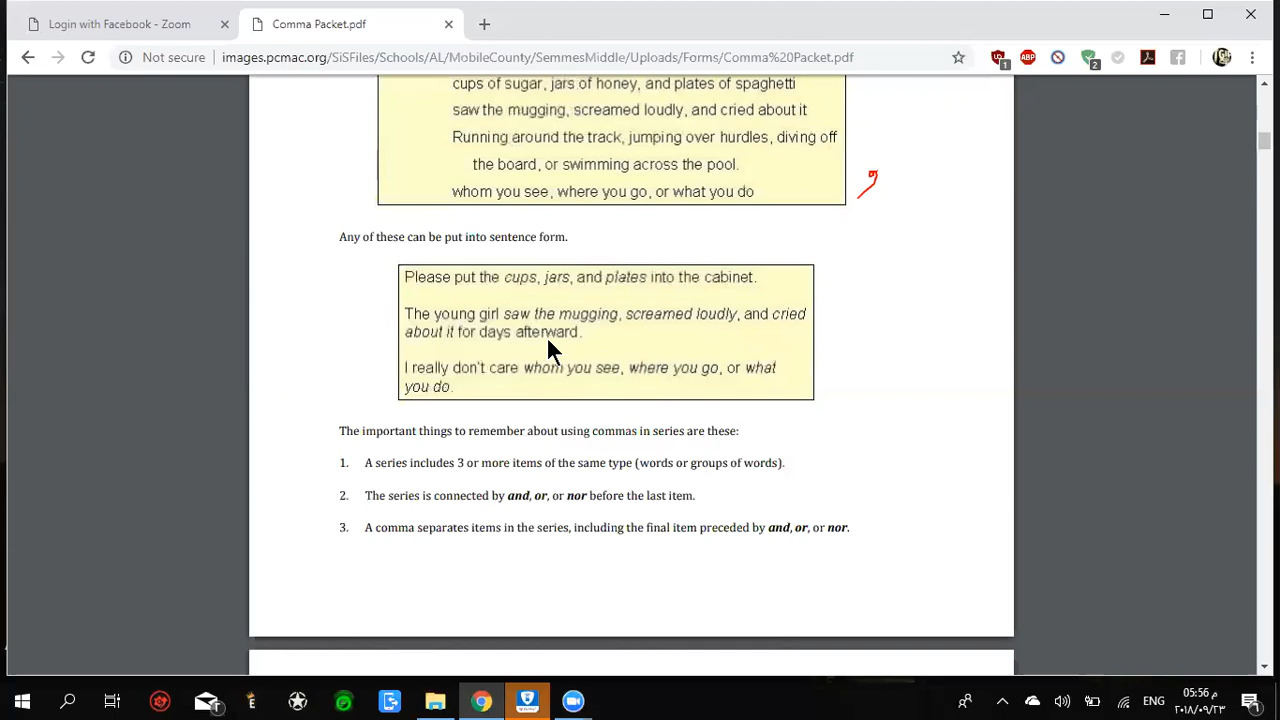 Login with Facebook - Zoom
Comma Packet.pdf
Not secure
images.pcmac.org/SiSFiles/Schools/AL/MobileCounty/SemmesMiddle/Uploads/Forms/Comma%20Packet.pdf
1
ABP
2
cups of sugar, jars of honey, and plates of spaghetti
saw the mugging, screamed loudly, and cried about it
Running around the track, jumping over hurdles, diving off
the board, or swimming across the pool.
whom you see, where you go, or what you do
Any of these can be put into sentence form.
Please put the cups, jars, and plates into the cabinet.
The young girl saw the mugging, screamed loudly, and cried
about it for days afterward.
I really don't care whom you see, where you go, or what
you do.
The important things to remember about using commas in series are these:
1. A series includes 3 or more items of the same type (words or groups of words).
2. The series is connected by and, or, or nor before the last item.
3. A comma separates items in the series, including the final item preceded by and, or, or nor.
ENG
05:56 م
٢٠١٨/٠٩/٢٣